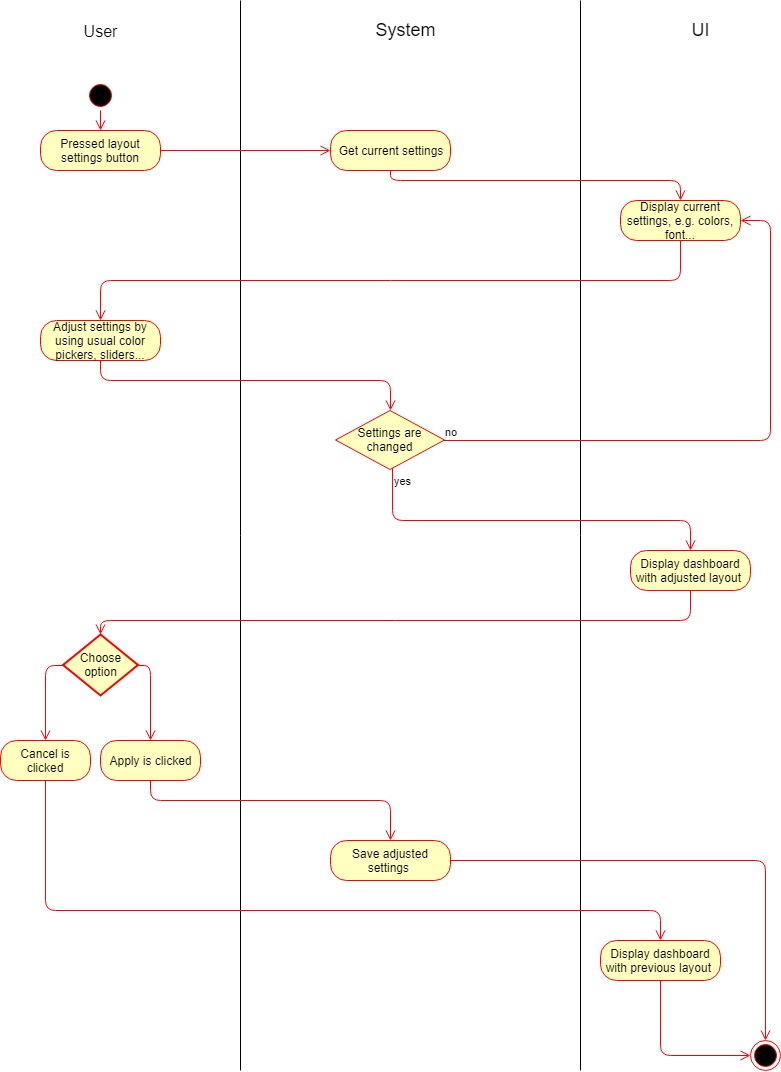 User
System
UI
Pressed layout
settings button
Get current settings
Display current
settings, e.g. colors,
font...
Adjust settings by
using usual color
pickers, sliders...
Settings are
changed
no
yes
Display dashboard
with adjusted layout
Choose
option
Cancel is
clicked
Apply is clicked
Save adjusted
settings
Display dashboard
with previous layout